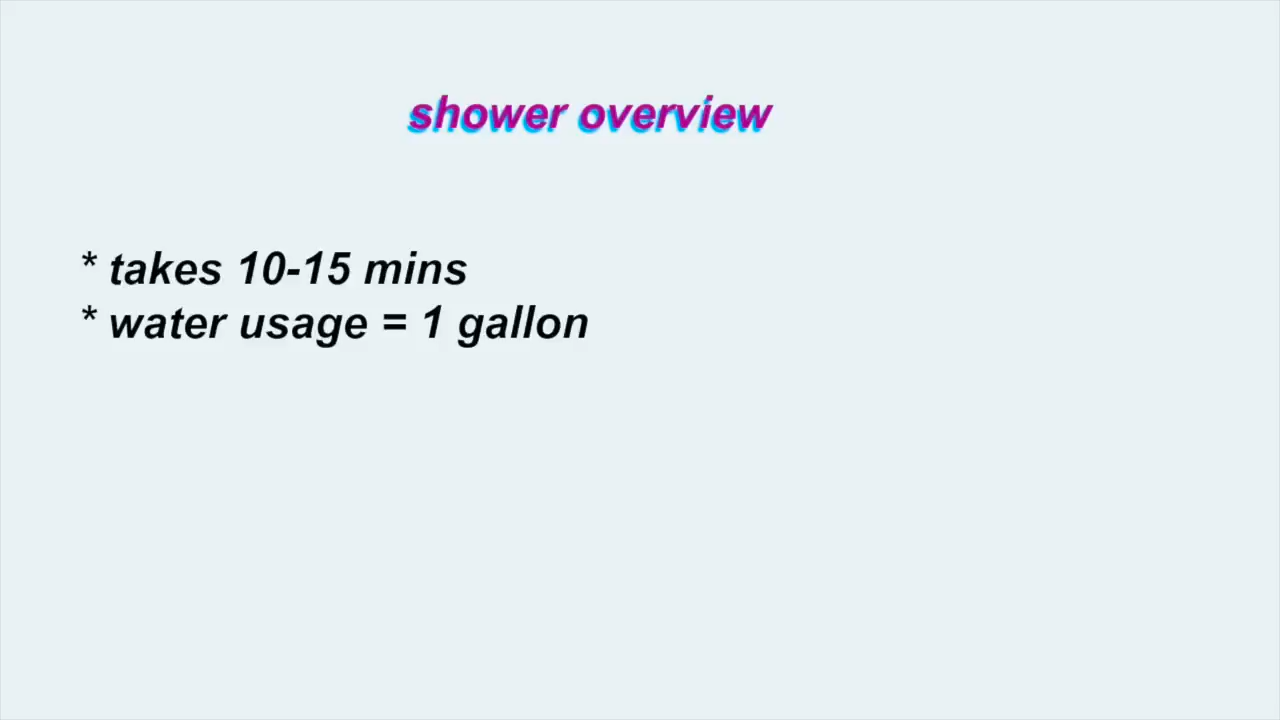 shower overview
* takes 10-15 mins
* water usage = 1 gallon